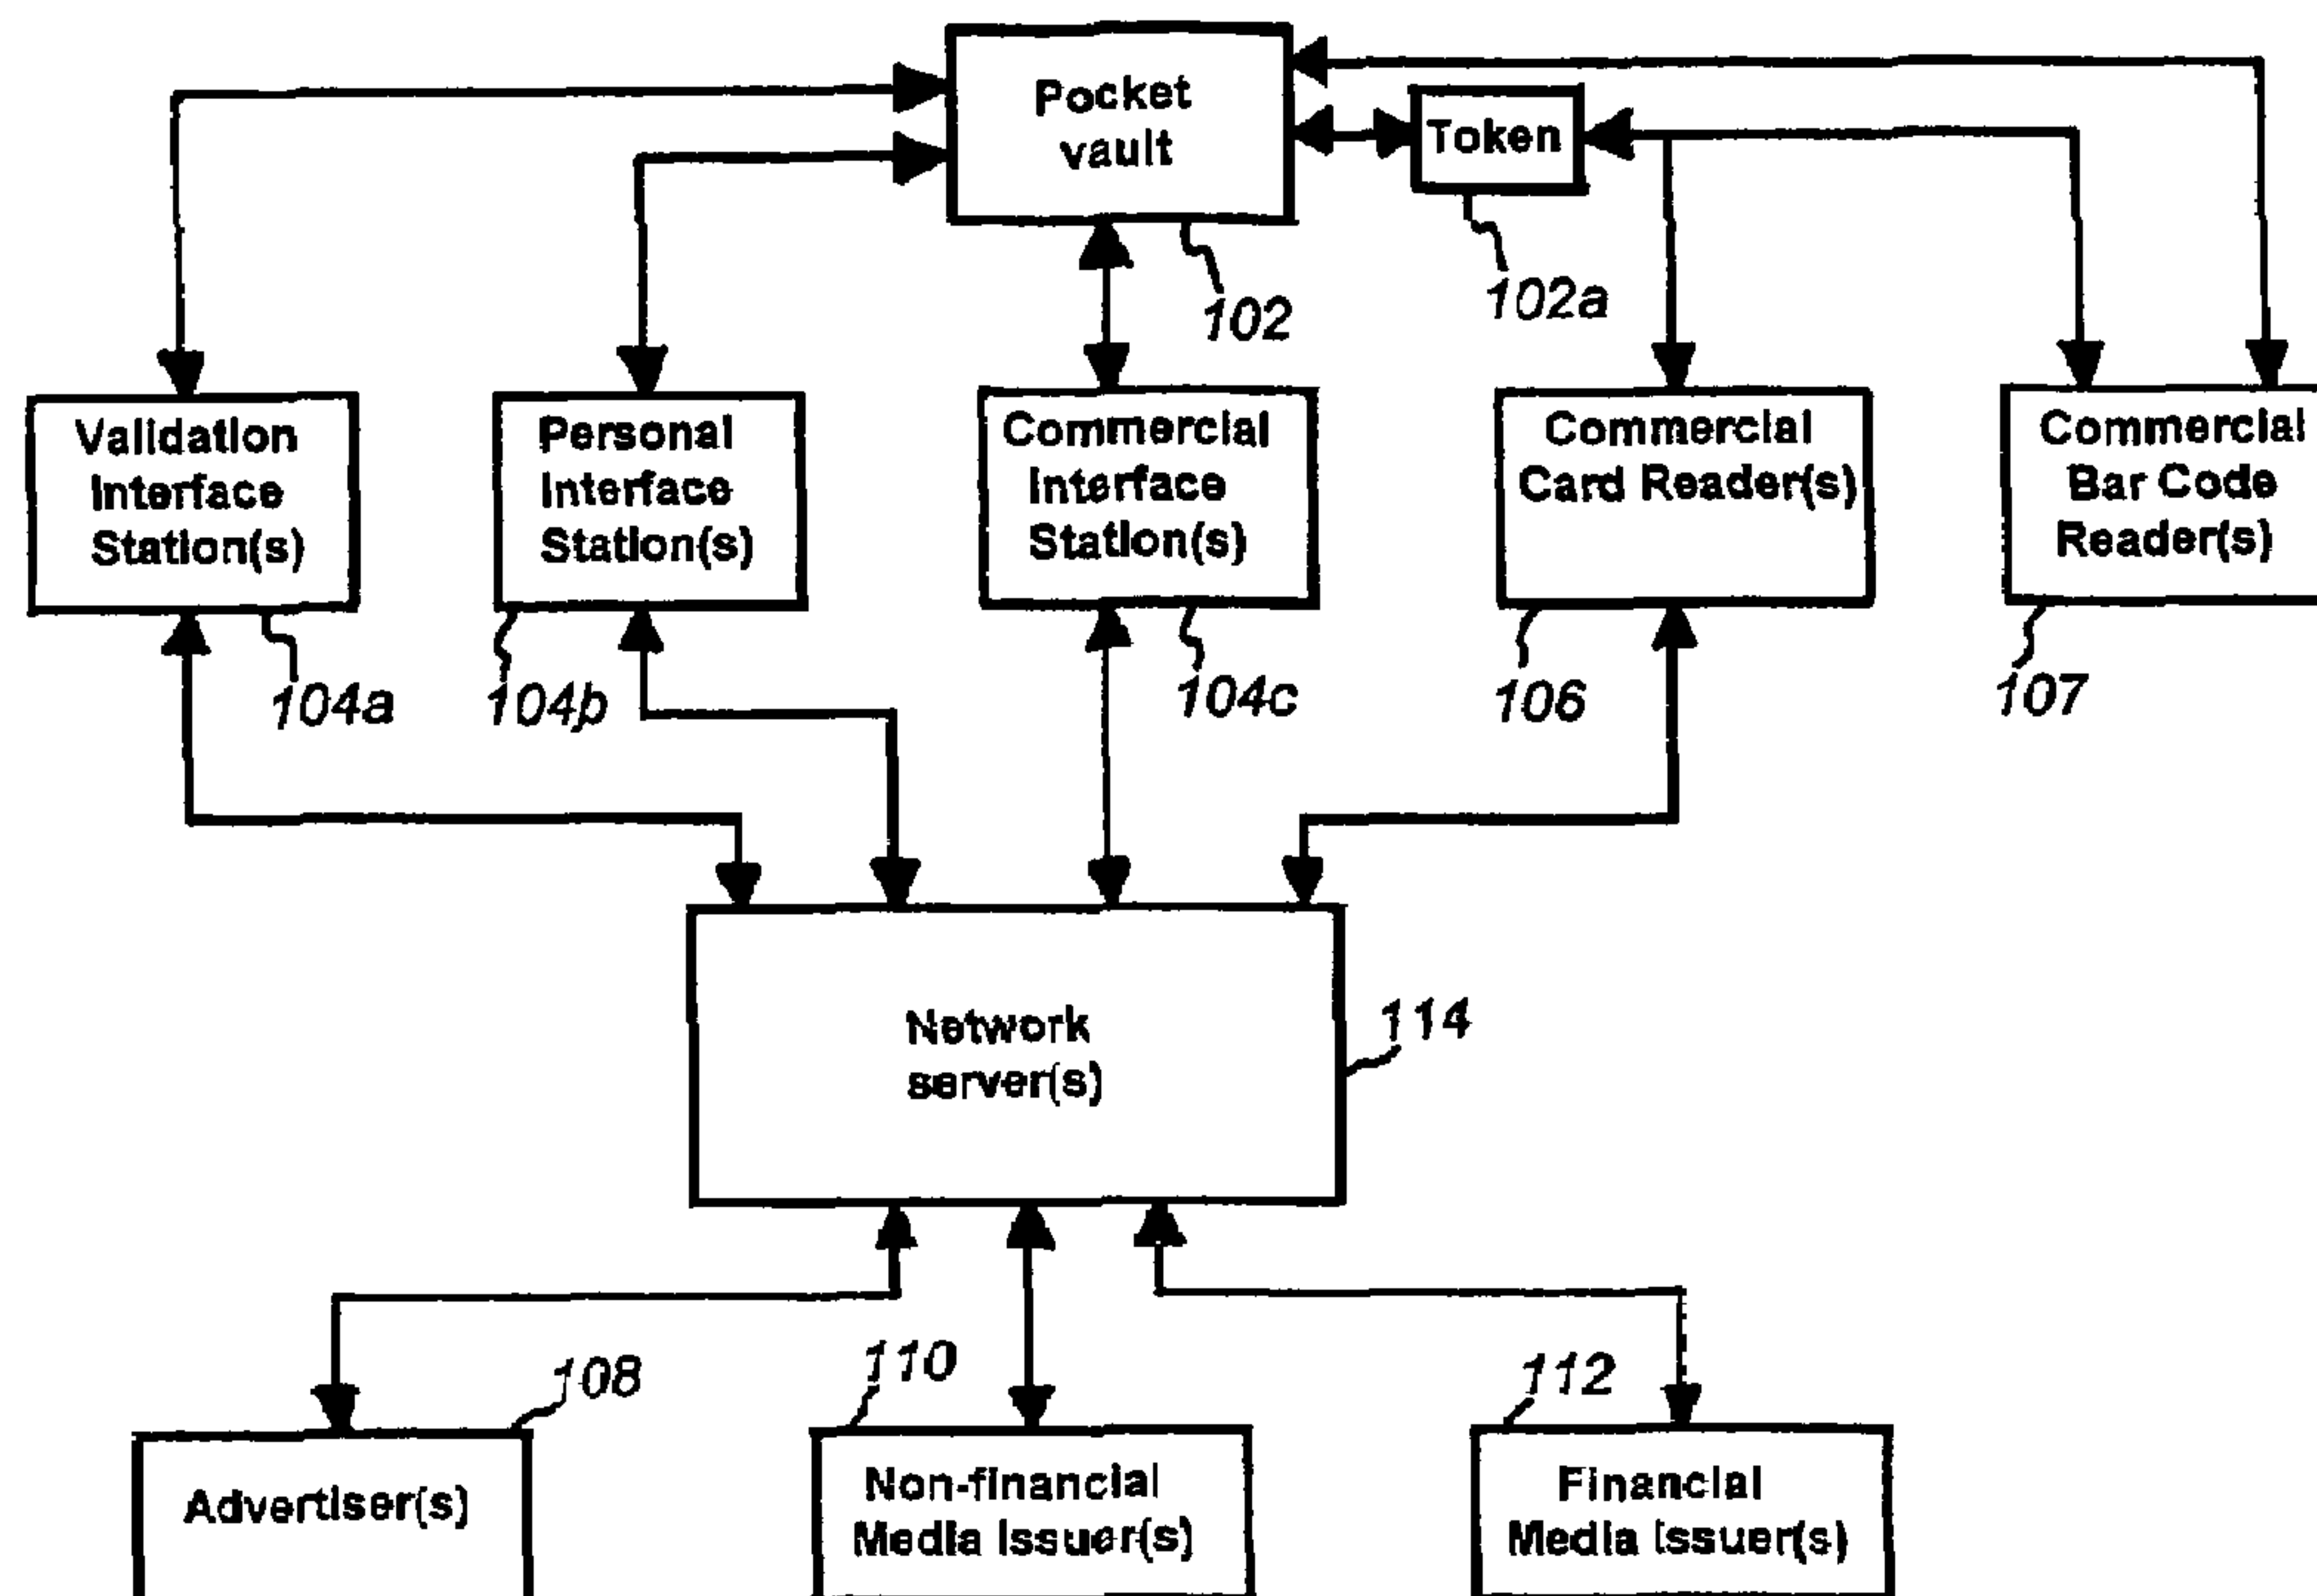 Pocket
vault
Token
102
102a
Validation
Interface
Station(s)
Personal
Interface
Station(s)
Commercial
Interface
Station(s)
Commercial
Card Reader(s)
Commercial
Bar Code
Reader(s)
104a
104b
104c
106
107
Network
server(s)
114
108
110
112
Advertiser(s)
Non-financial
Media Issuer(s)
Financial
Media Issuer(s)